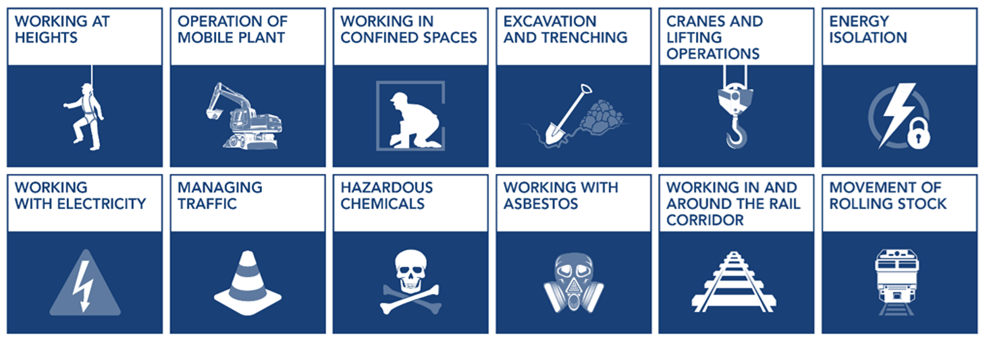 WORKING AT
HEIGHTS
OPERATION OF
MOBILE PLANT
WORKING IN
CONFINED SPACES
EXCAVATION
AND TRENCHING
CRANES AND
LIFTING
OPERATIONS
ENERGY
ISOLATION
WORKING
WITH ELECTRICITY
MANAGING
TRAFFIC
HAZARDOUS
CHEMICALS
WORKING WITH
ASBESTOS
WORKING IN AND
AROUND THE RAIL
CORRIDOR
MOVEMENT OF
ROLLING STOCK